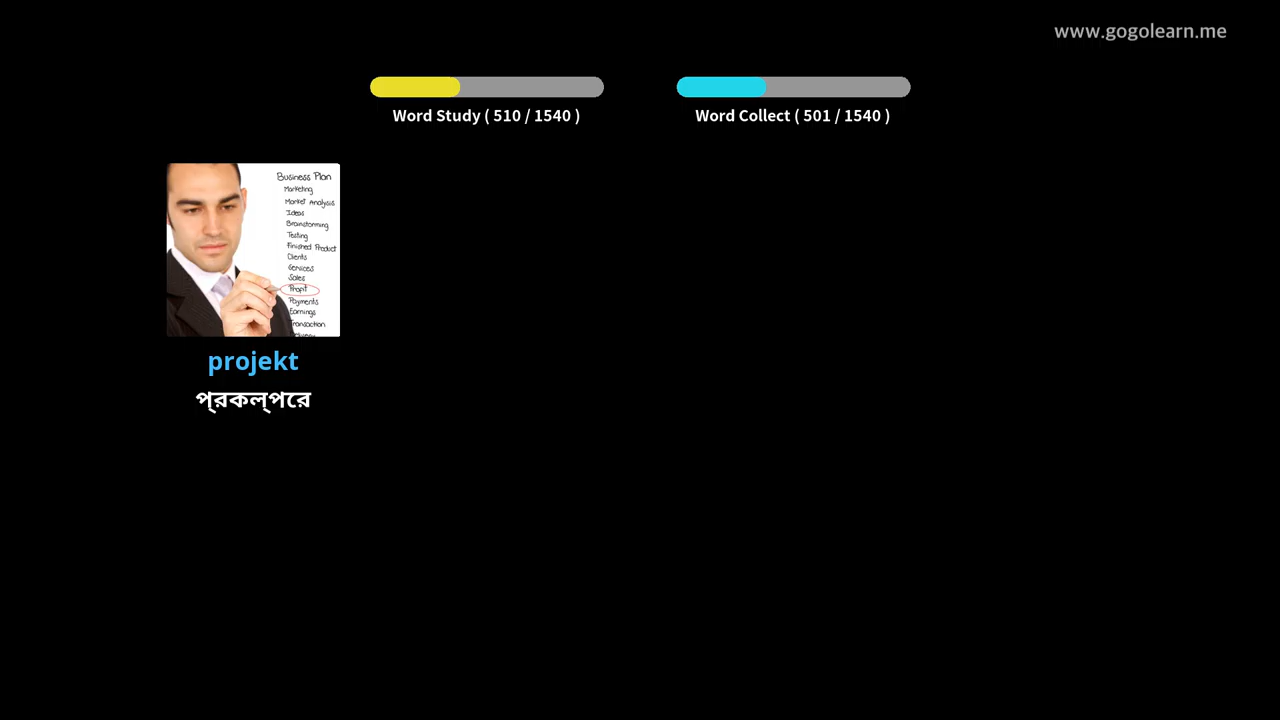 www.gogolearn.me
Word Study ( 510 / 1540 )
Word Collect ( 501 / 1540 )
Business Plan
Marketing
Market Analysis
Ideas
Brainstorming
Testing
Finished Product
Clients
Services
Sales
Profit
Payments
Earnings
Transaction
Delivery
projekt
প্রকল্পরে